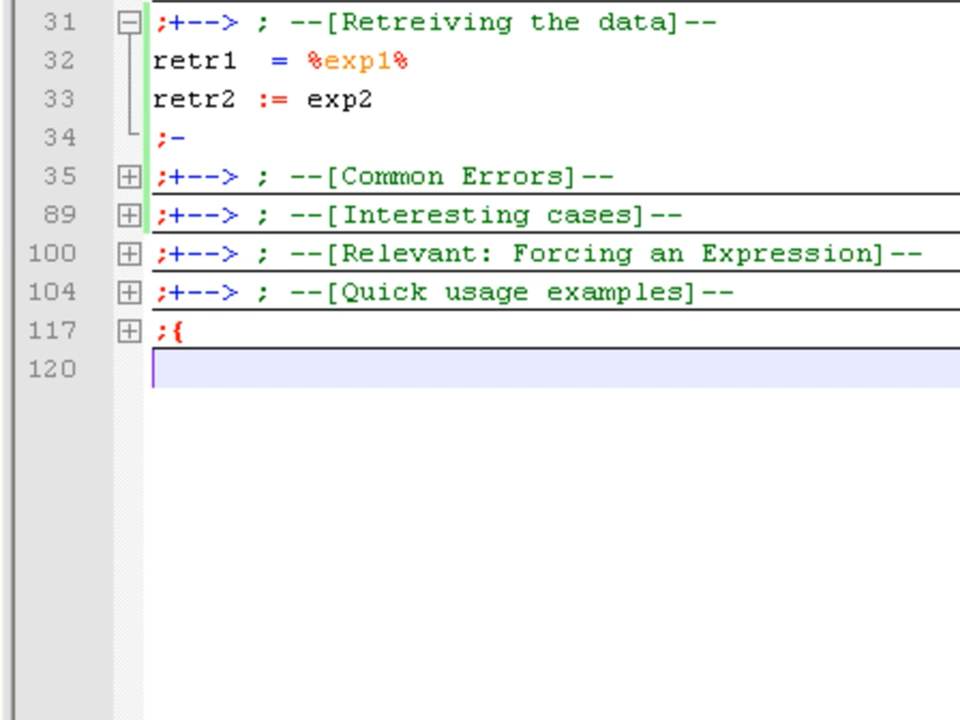 31 ;+--> ; --[Retreiving the data]--
32 retr1  = %exp1%
33 retr2 := exp2
34 ;-
35 ;+--> ; --[Common Errors]--
89 ;+--> ; --[Interesting cases]--
100 ;+--> ; --[Relevant: Forcing an Expression]--
104 ;+--> ; --[Quick usage examples]--
117 ;{
120